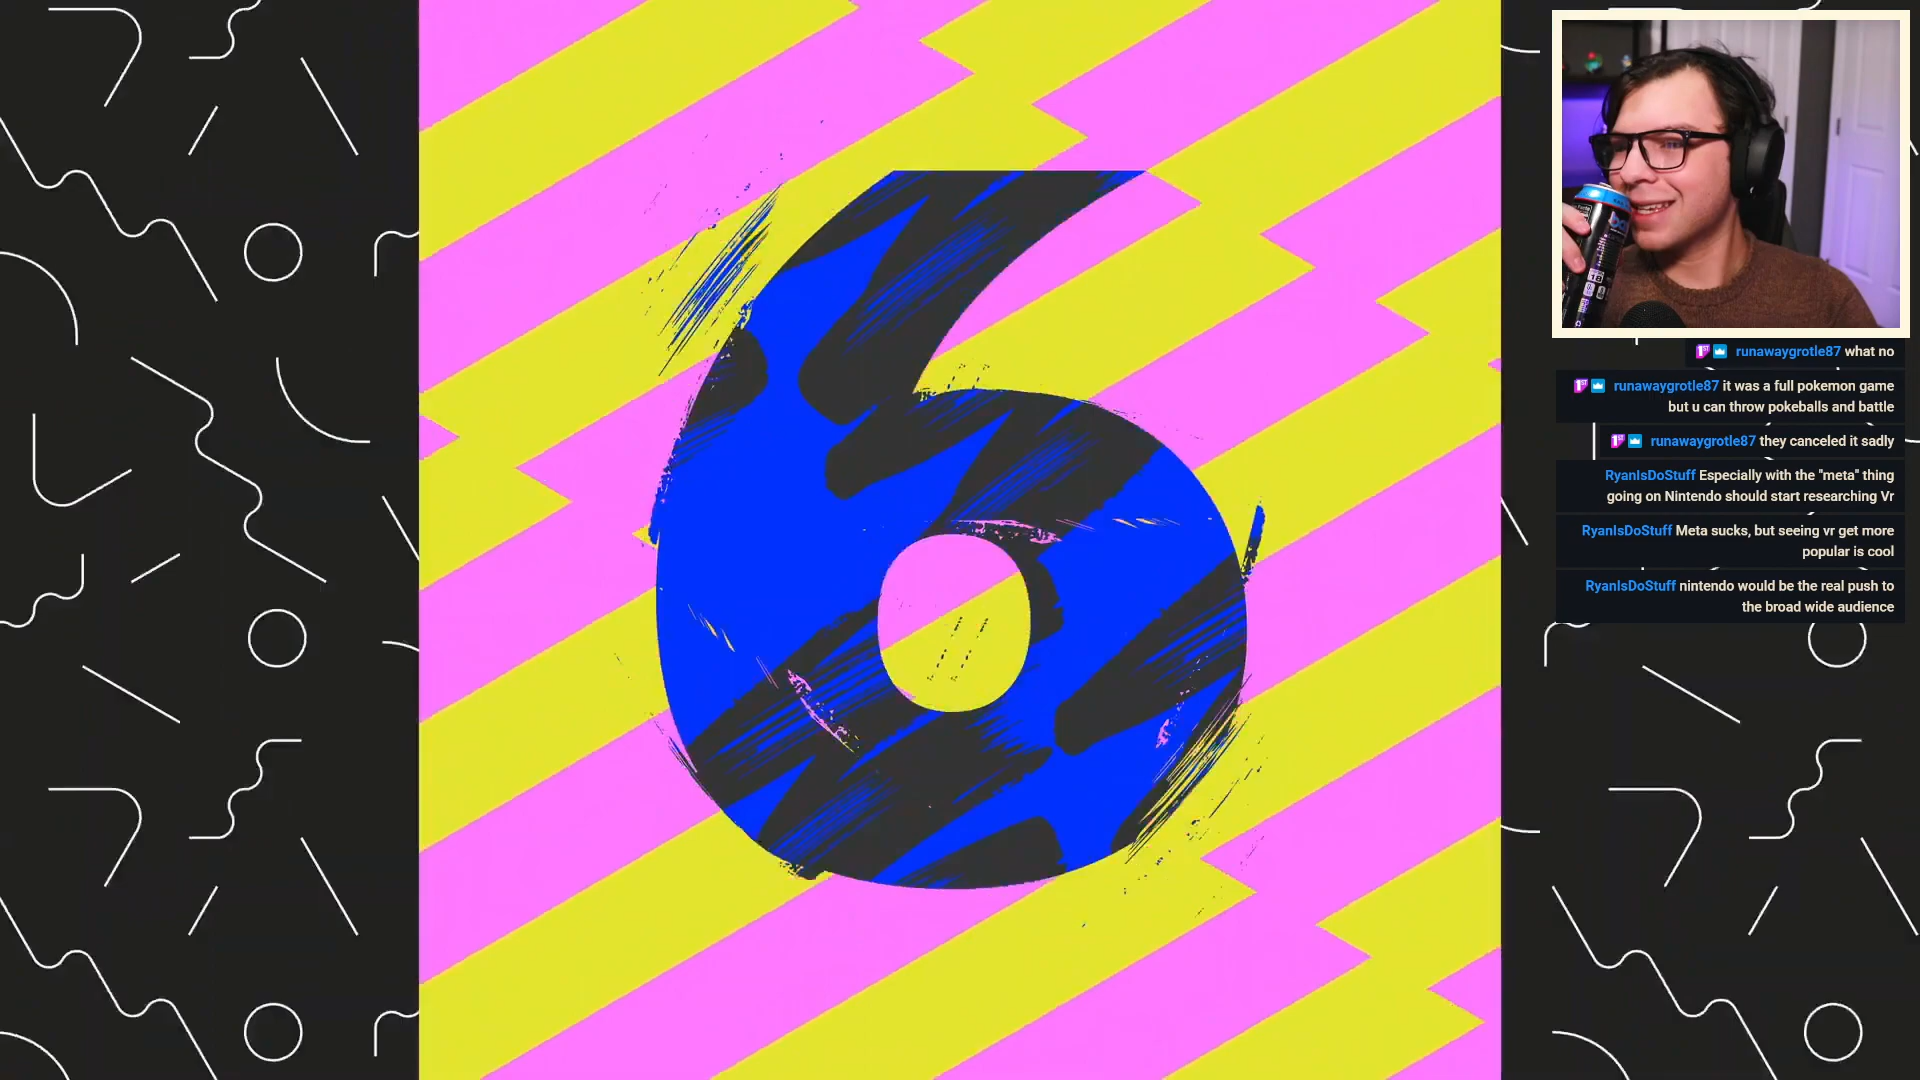 6
runawaygrotle87 what no
runawaygrotle87 it was a full pokemon game
but u can throw pokeballs and battle
runawaygrotle87 they canceled it sadly
RyanIsDoStuff Especially with the "meta" thing
going on Nintendo should start researching Vr
RyanIsDoStuff Meta sucks, but seeing vr get more
popular is cool
RyanIsDoStuff nintendo would be the real push to
the broad wide audience